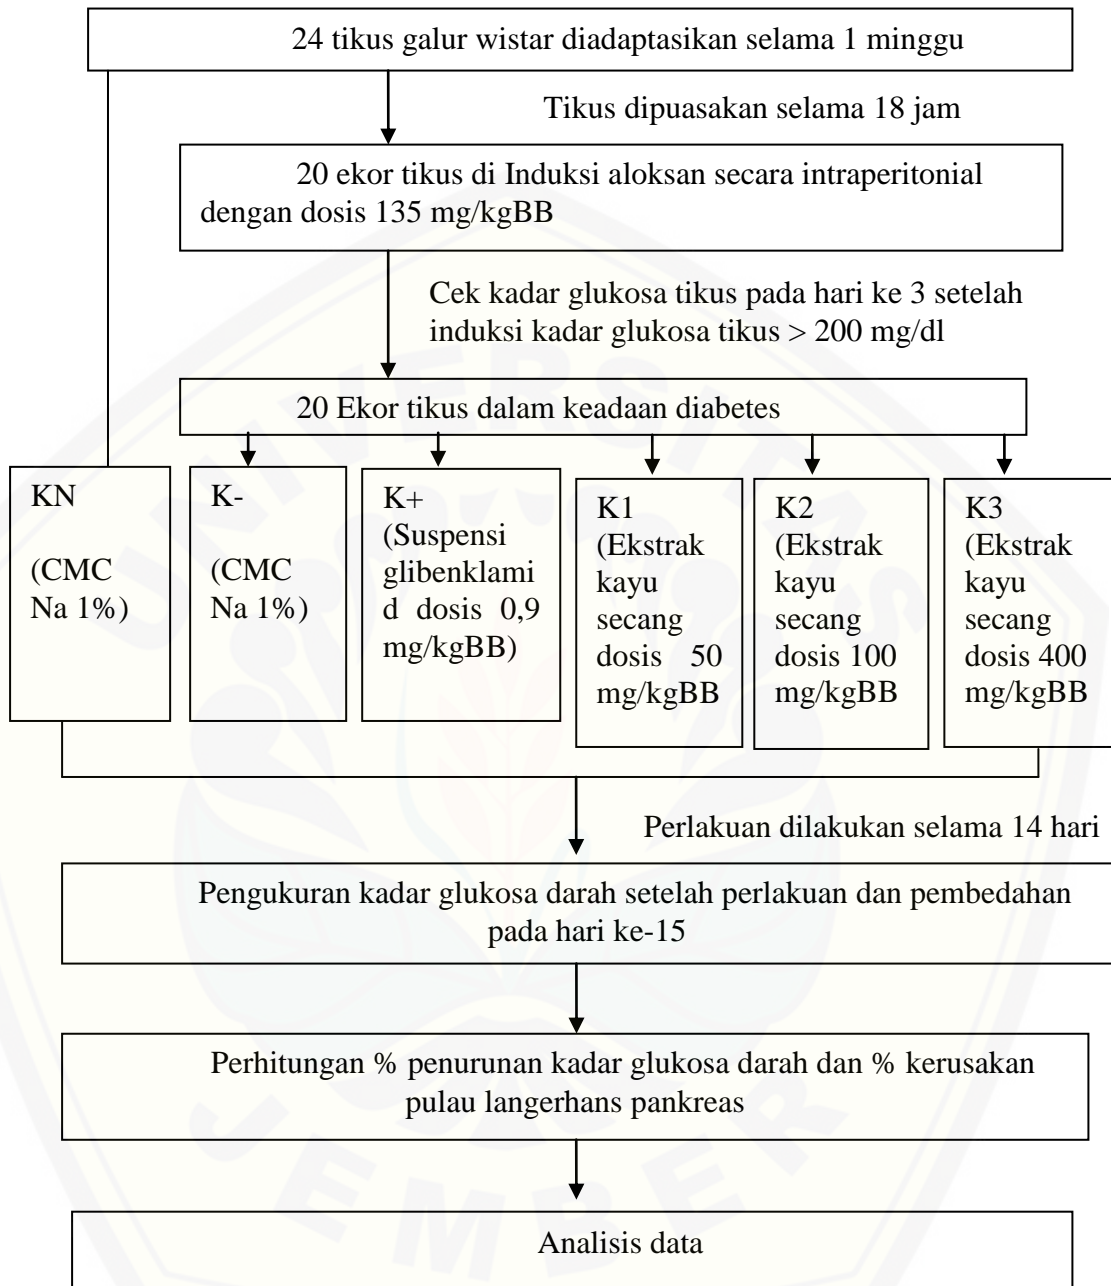 24 tikus galur wistar diadaptasikan selama 1 minggu
Tikus dipuasakan selama 18 jam
20 ekor tikus di Induksi aloksan secara intraperitonial
dengan dosis 135 mg/kgBB
Cek kadar glukosa tikus pada hari ke 3 setelah
induksi kadar glukosa tikus > 200 mg/dl
20 Ekor tikus dalam keadaan diabetes
KN
(CMC
Na 1%)
K-
(CMC
Na 1%)
K+
(Suspensi
glibenklami
d dosis 0,9
mg/kgBB)
K1
(Ekstrak
kayu
secang
dosis 50
mg/kgBB
K2
(Ekstrak
kayu
secang
dosis 100
mg/kgBB
K3
(Ekstrak
kayu
secang
dosis 400
mg/kgBB
Perlakuan dilakukan selama 14 hari
Pengukuran kadar glukosa darah setelah perlakuan dan pembedahan
pada hari ke-15
Perhitungan % penurunan kadar glukosa darah dan % kerusakan
pulau langerhans pankreas
Analisis data
UNIVERSITAS
JEMBER